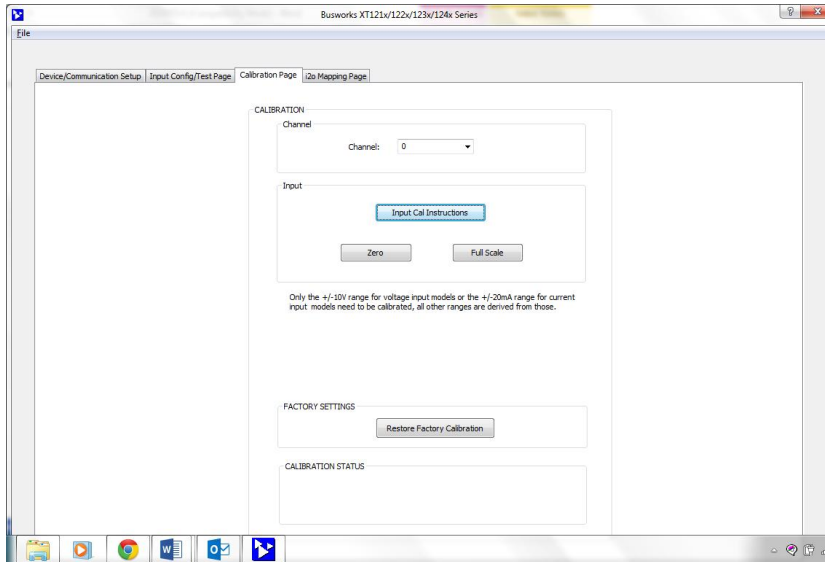 Busworks XT121x/122x/123x/124x Series
File
Device/Communication Setup
Input Config/Test Page
Calibration Page
i2o Mapping Page
CALIBRATION
Channel
Channel: 0
Input
Input Cal Instructions
Zero
Full Scale
Only the +/-10V range for voltage input models or the +/-20mA range for current
input models need to be calibrated, all other ranges are derived from those.
FACTORY SETTINGS
Restore Factory Calibration
CALIBRATION STATUS